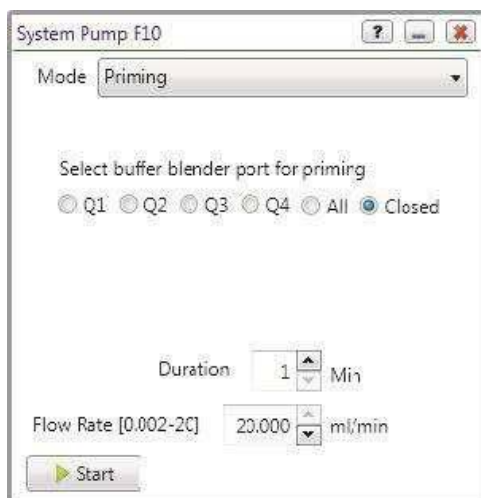 System Pump F10 ?
Mode Priming
Select buffer blender port for priming
Q1 Q2 Q3 Q4 All Closed
Duration 1 Min
Flow Rate [0.002-20] 20.000 ml/min
Start